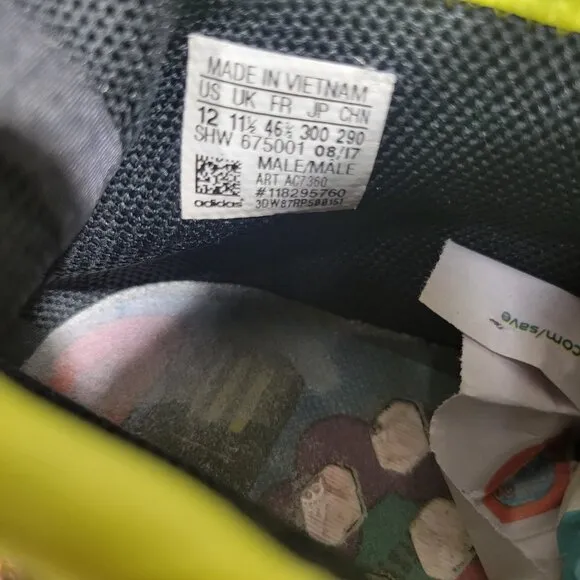 MADE IN VIETNAM
US UK FR JP CHN
12 11½ 46⅔ 300 290
SHW 675001 08/17
MALE/MALE
ART AC7360
#118295760
adidas 3DW87RP580151
.com/save